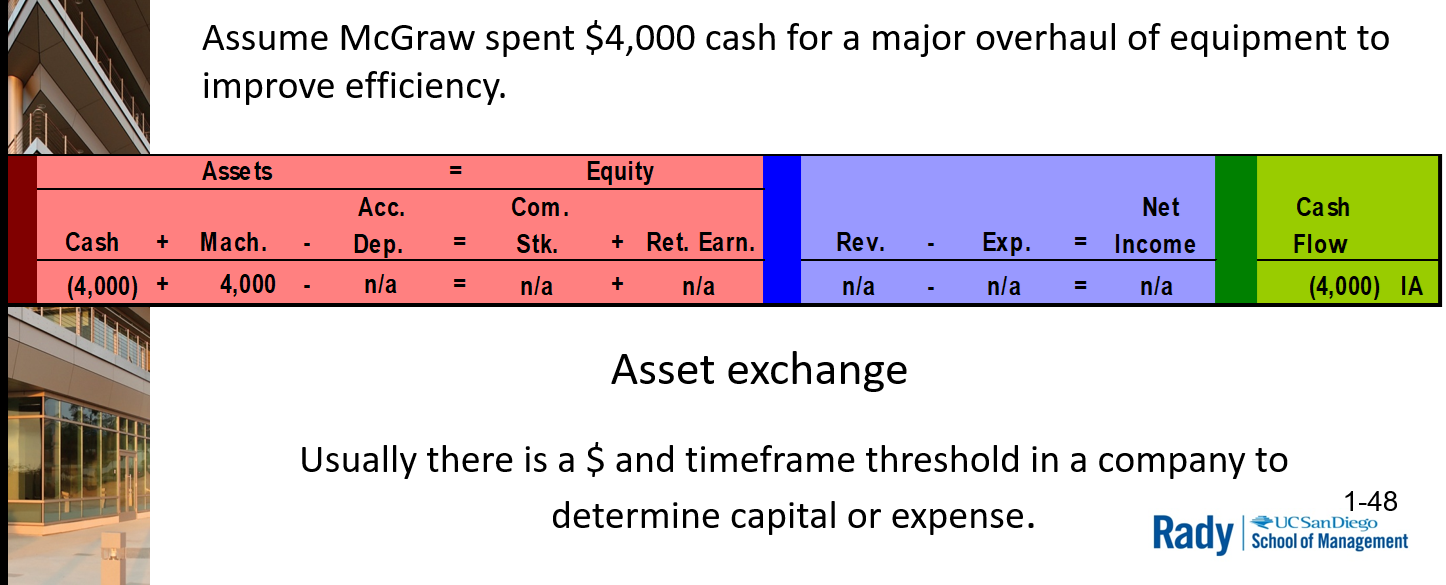 Assume McGraw spent $4,000 cash for a major overhaul of equipment to
improve efficiency.
Assets = Equity
Acc. Com. Net Cash
Cash + Mach. - Dep. = Stk. + Ret. Earn. Rev. - Exp. = Income Flow
(4,000) + 4,000 - n/a = n/a + n/a n/a - n/a = n/a (4,000) IA
Asset exchange
Usually there is a $ and timeframe threshold in a company to
determine capital or expense.
1-48
Rady UC San Diego
School of Management